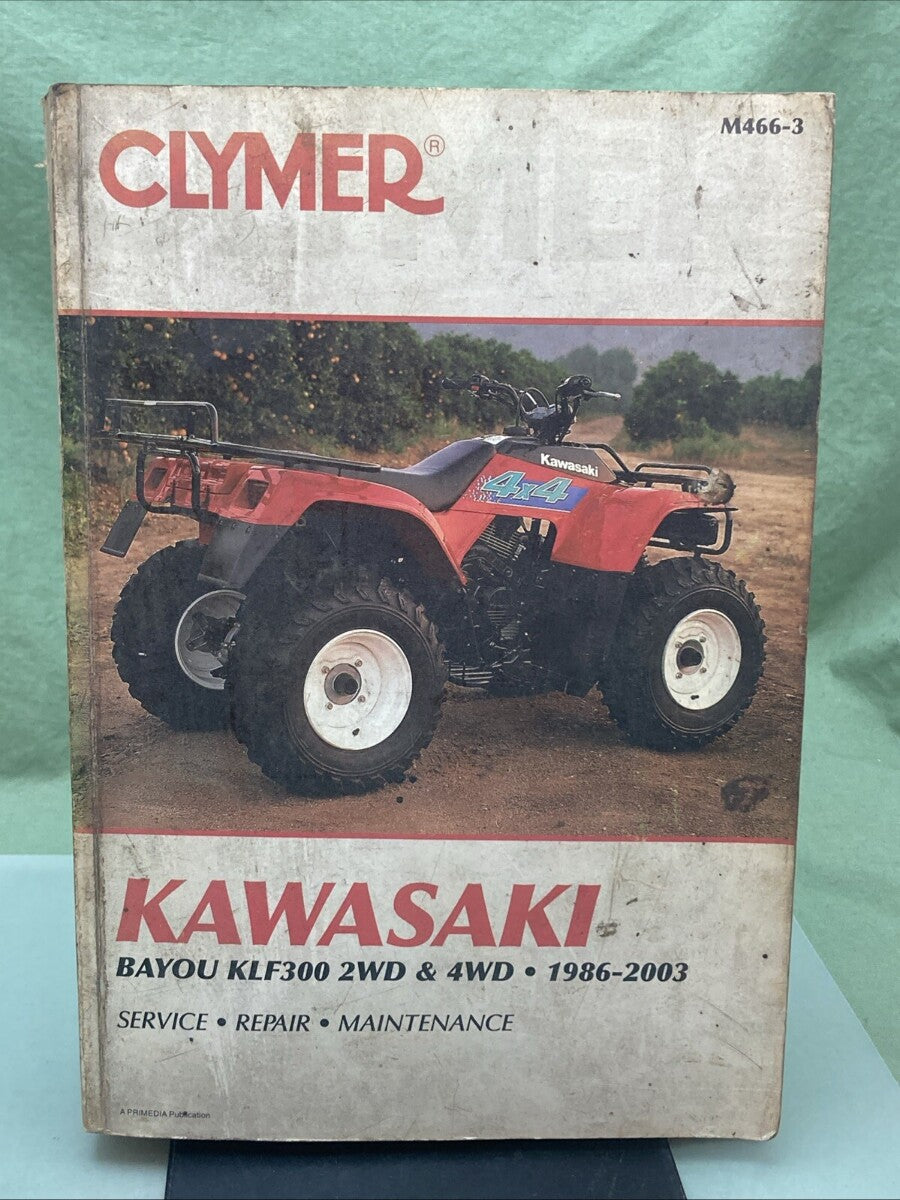 CLYMER®
M466-3
Kawasaki
4x4
KAWASAKI
BAYOU KLF300 2WD & 4WD • 1986-2003
SERVICE • REPAIR • MAINTENANCE
A PRIMEDIA Publication